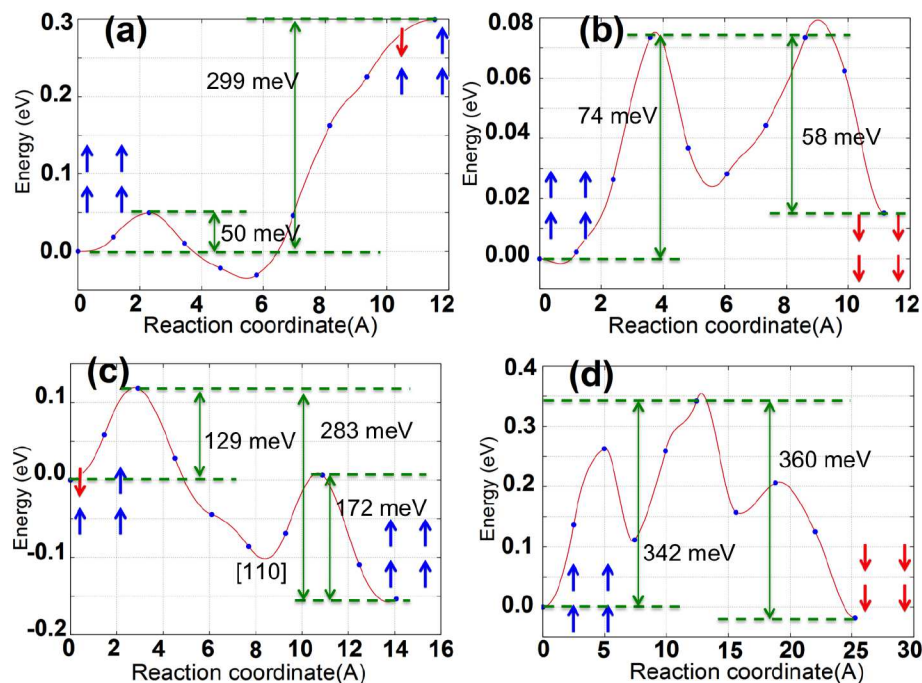 (a)
0.3
0.2
0.1
0.0
Energy (eV)
299 meV
50 meV
0 2 4 6 8 10 12
Reaction coordinate(A)
(b)
0.08
0.06
0.04
0.02
0.00
Energy (eV)
74 meV
58 meV
0 2 4 6 8 10 12
Reaction coordinate(A)
(c)
0.1
0.0
-0.1
-0.2
Energy (eV)
129 meV
283 meV
172 meV
[110]
0 2 4 6 8 10 12 14 16
Reaction coordinate(A)
(d)
0.4
0.3
0.2
0.1
0.0
Energy (eV)
360 meV
342 meV
0 5 10 15 20 25 30
Reaction coordinate(A)